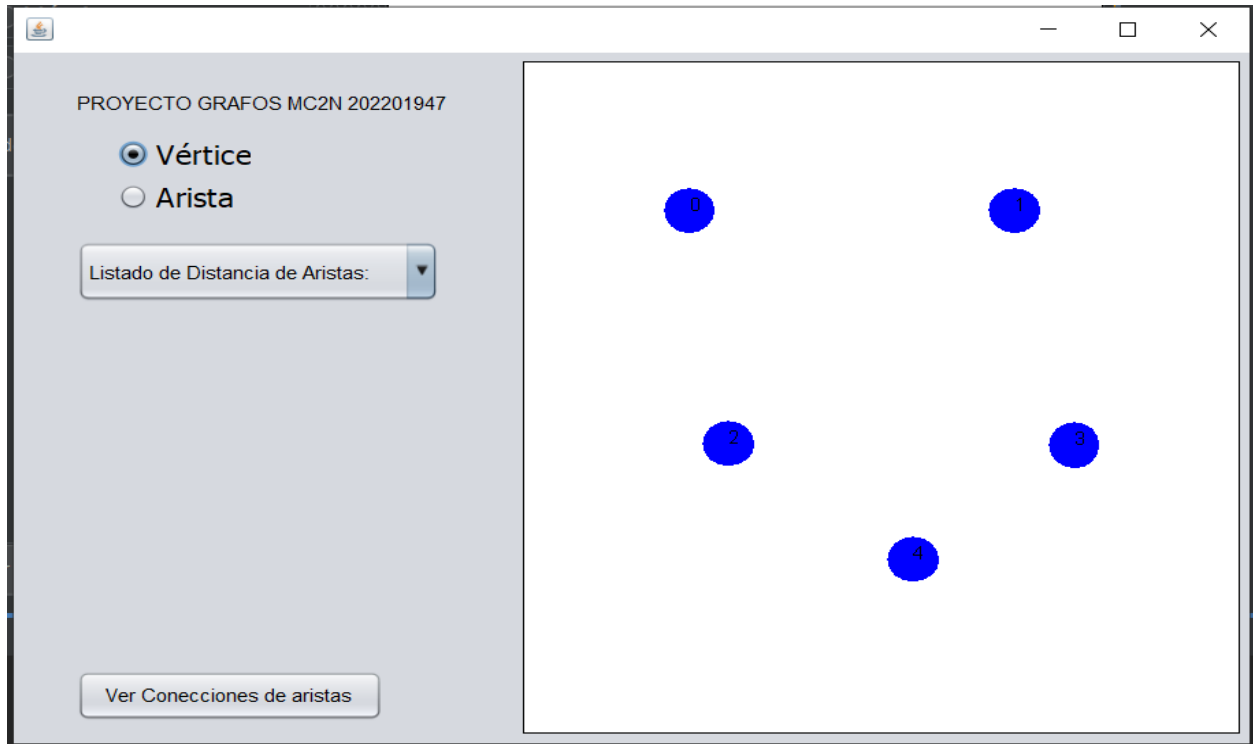 PROYECTO GRAFOS MC2N 202201947
Vértice
Arista
Listado de Distancia de Aristas:
Ver Conecciones de aristas
0
1
2
3
4